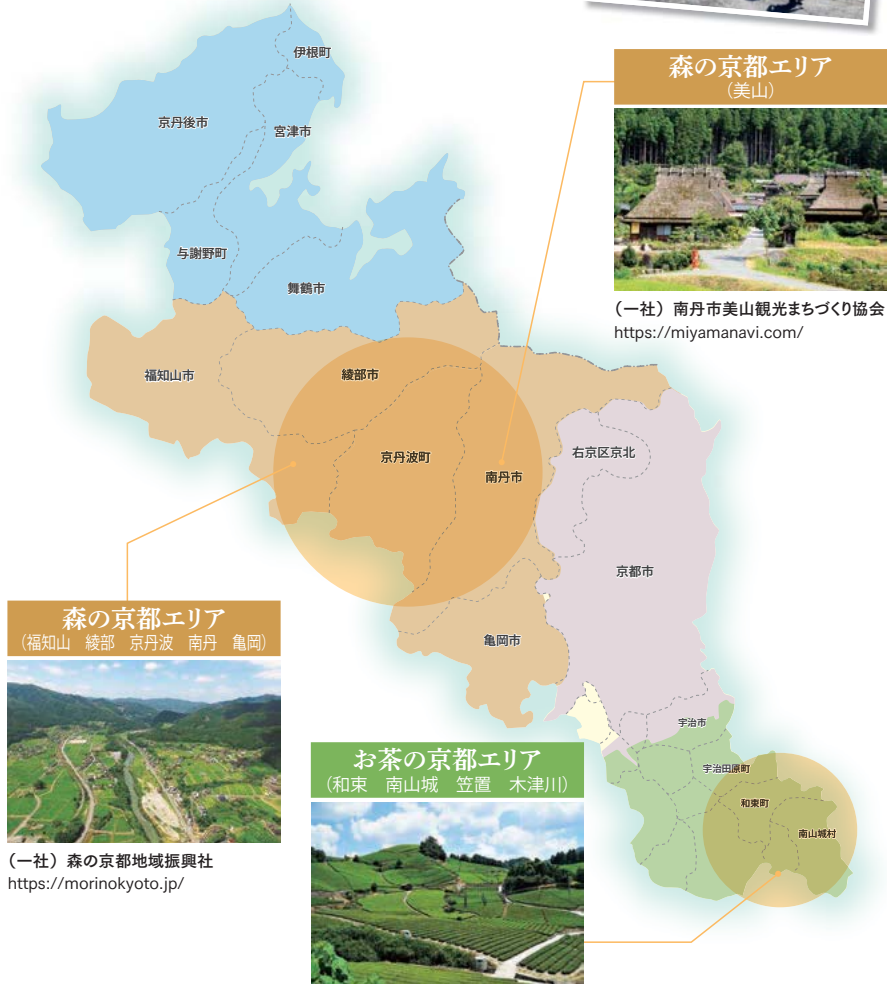 伊根町
京丹後市
宮津市
与謝野町
舞鶴市
森の京都エリア
（美山）
（一社）南丹市美山観光まちづくり協会
https://miyamanavi.com/
福知山市
綾部市
京丹波町
南丹市
右京区京北
京都市
亀岡市
森の京都エリア
（福知山　綾部　京丹波　南丹　亀岡）
（一社）森の京都地域振興社
https://morinokyoto.jp/
宇治市
宇治田原町
和束町
南山城村
お茶の京都エリア
（和束　南山城　笠置　木津川）